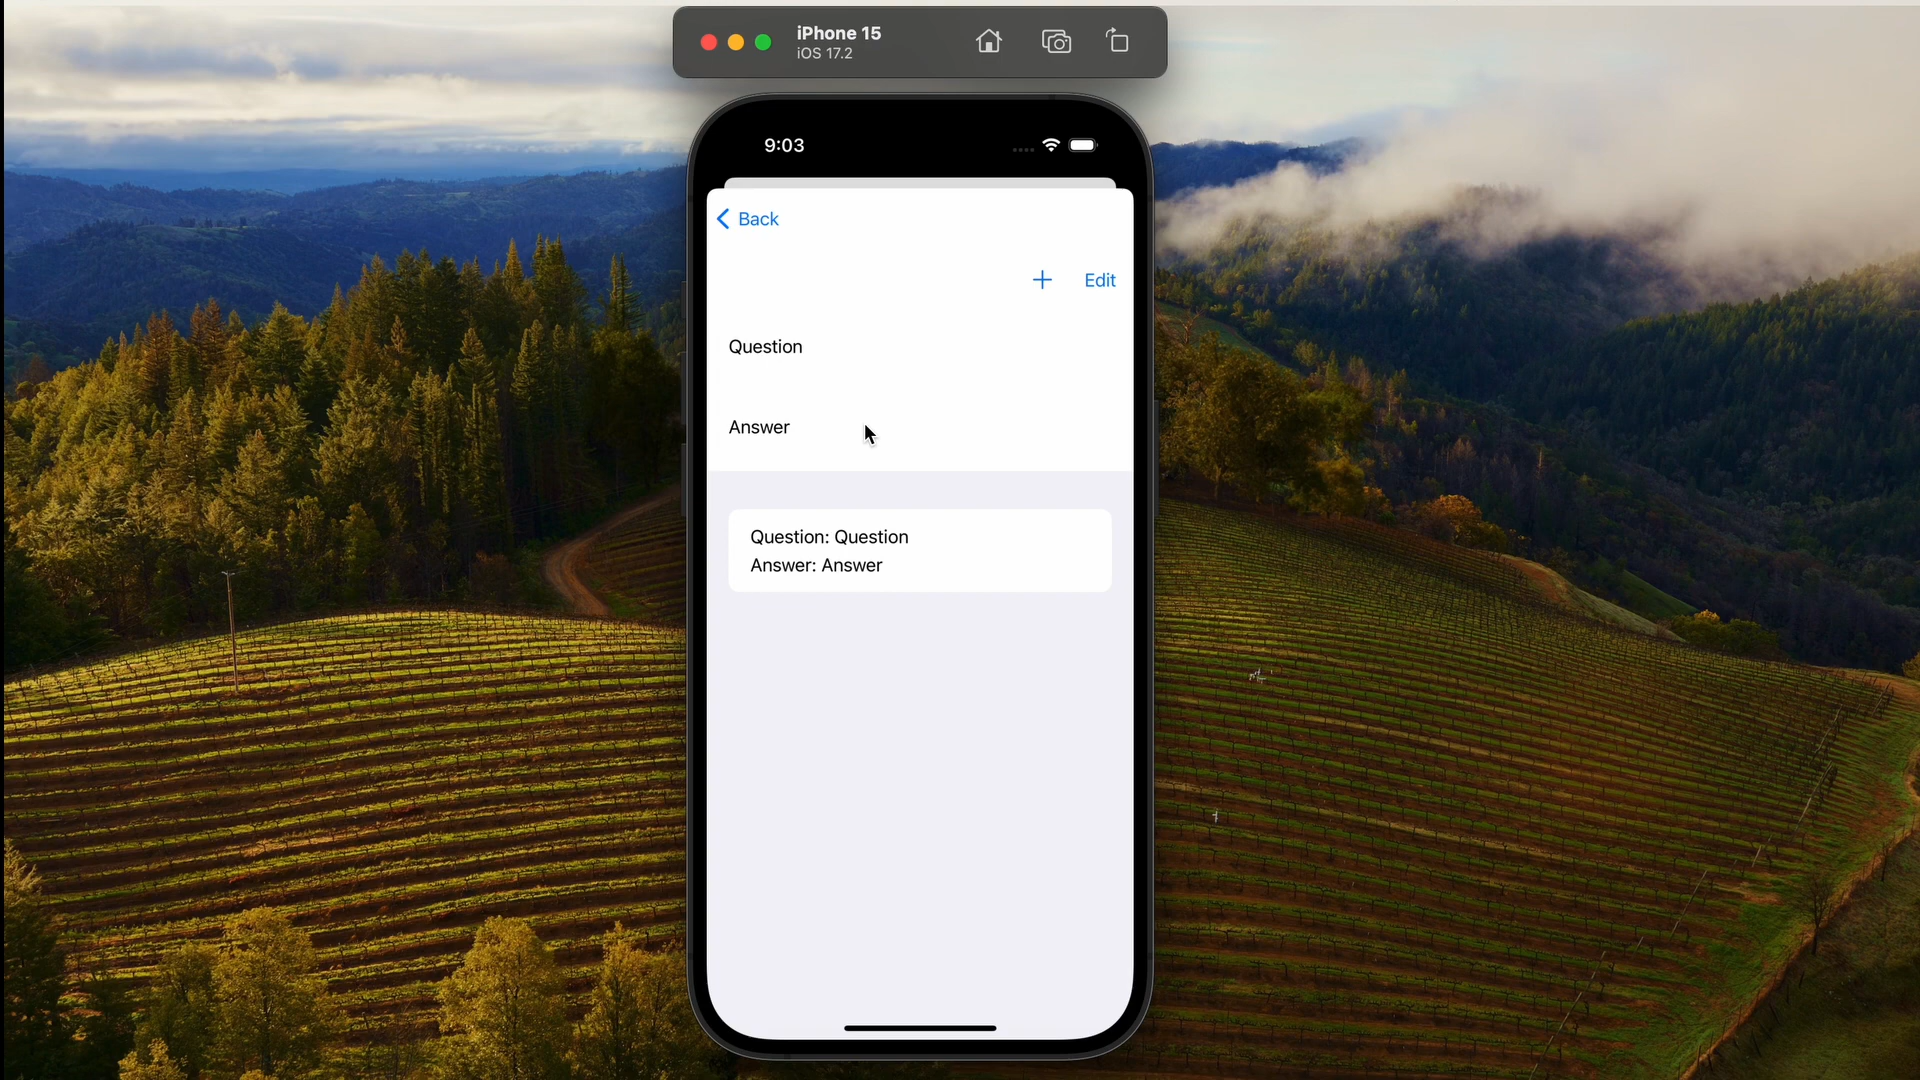 iPhone 15
iOS 17.2
9:03
Back
Edit
Question
Answer
Question: Question
Answer: Answer